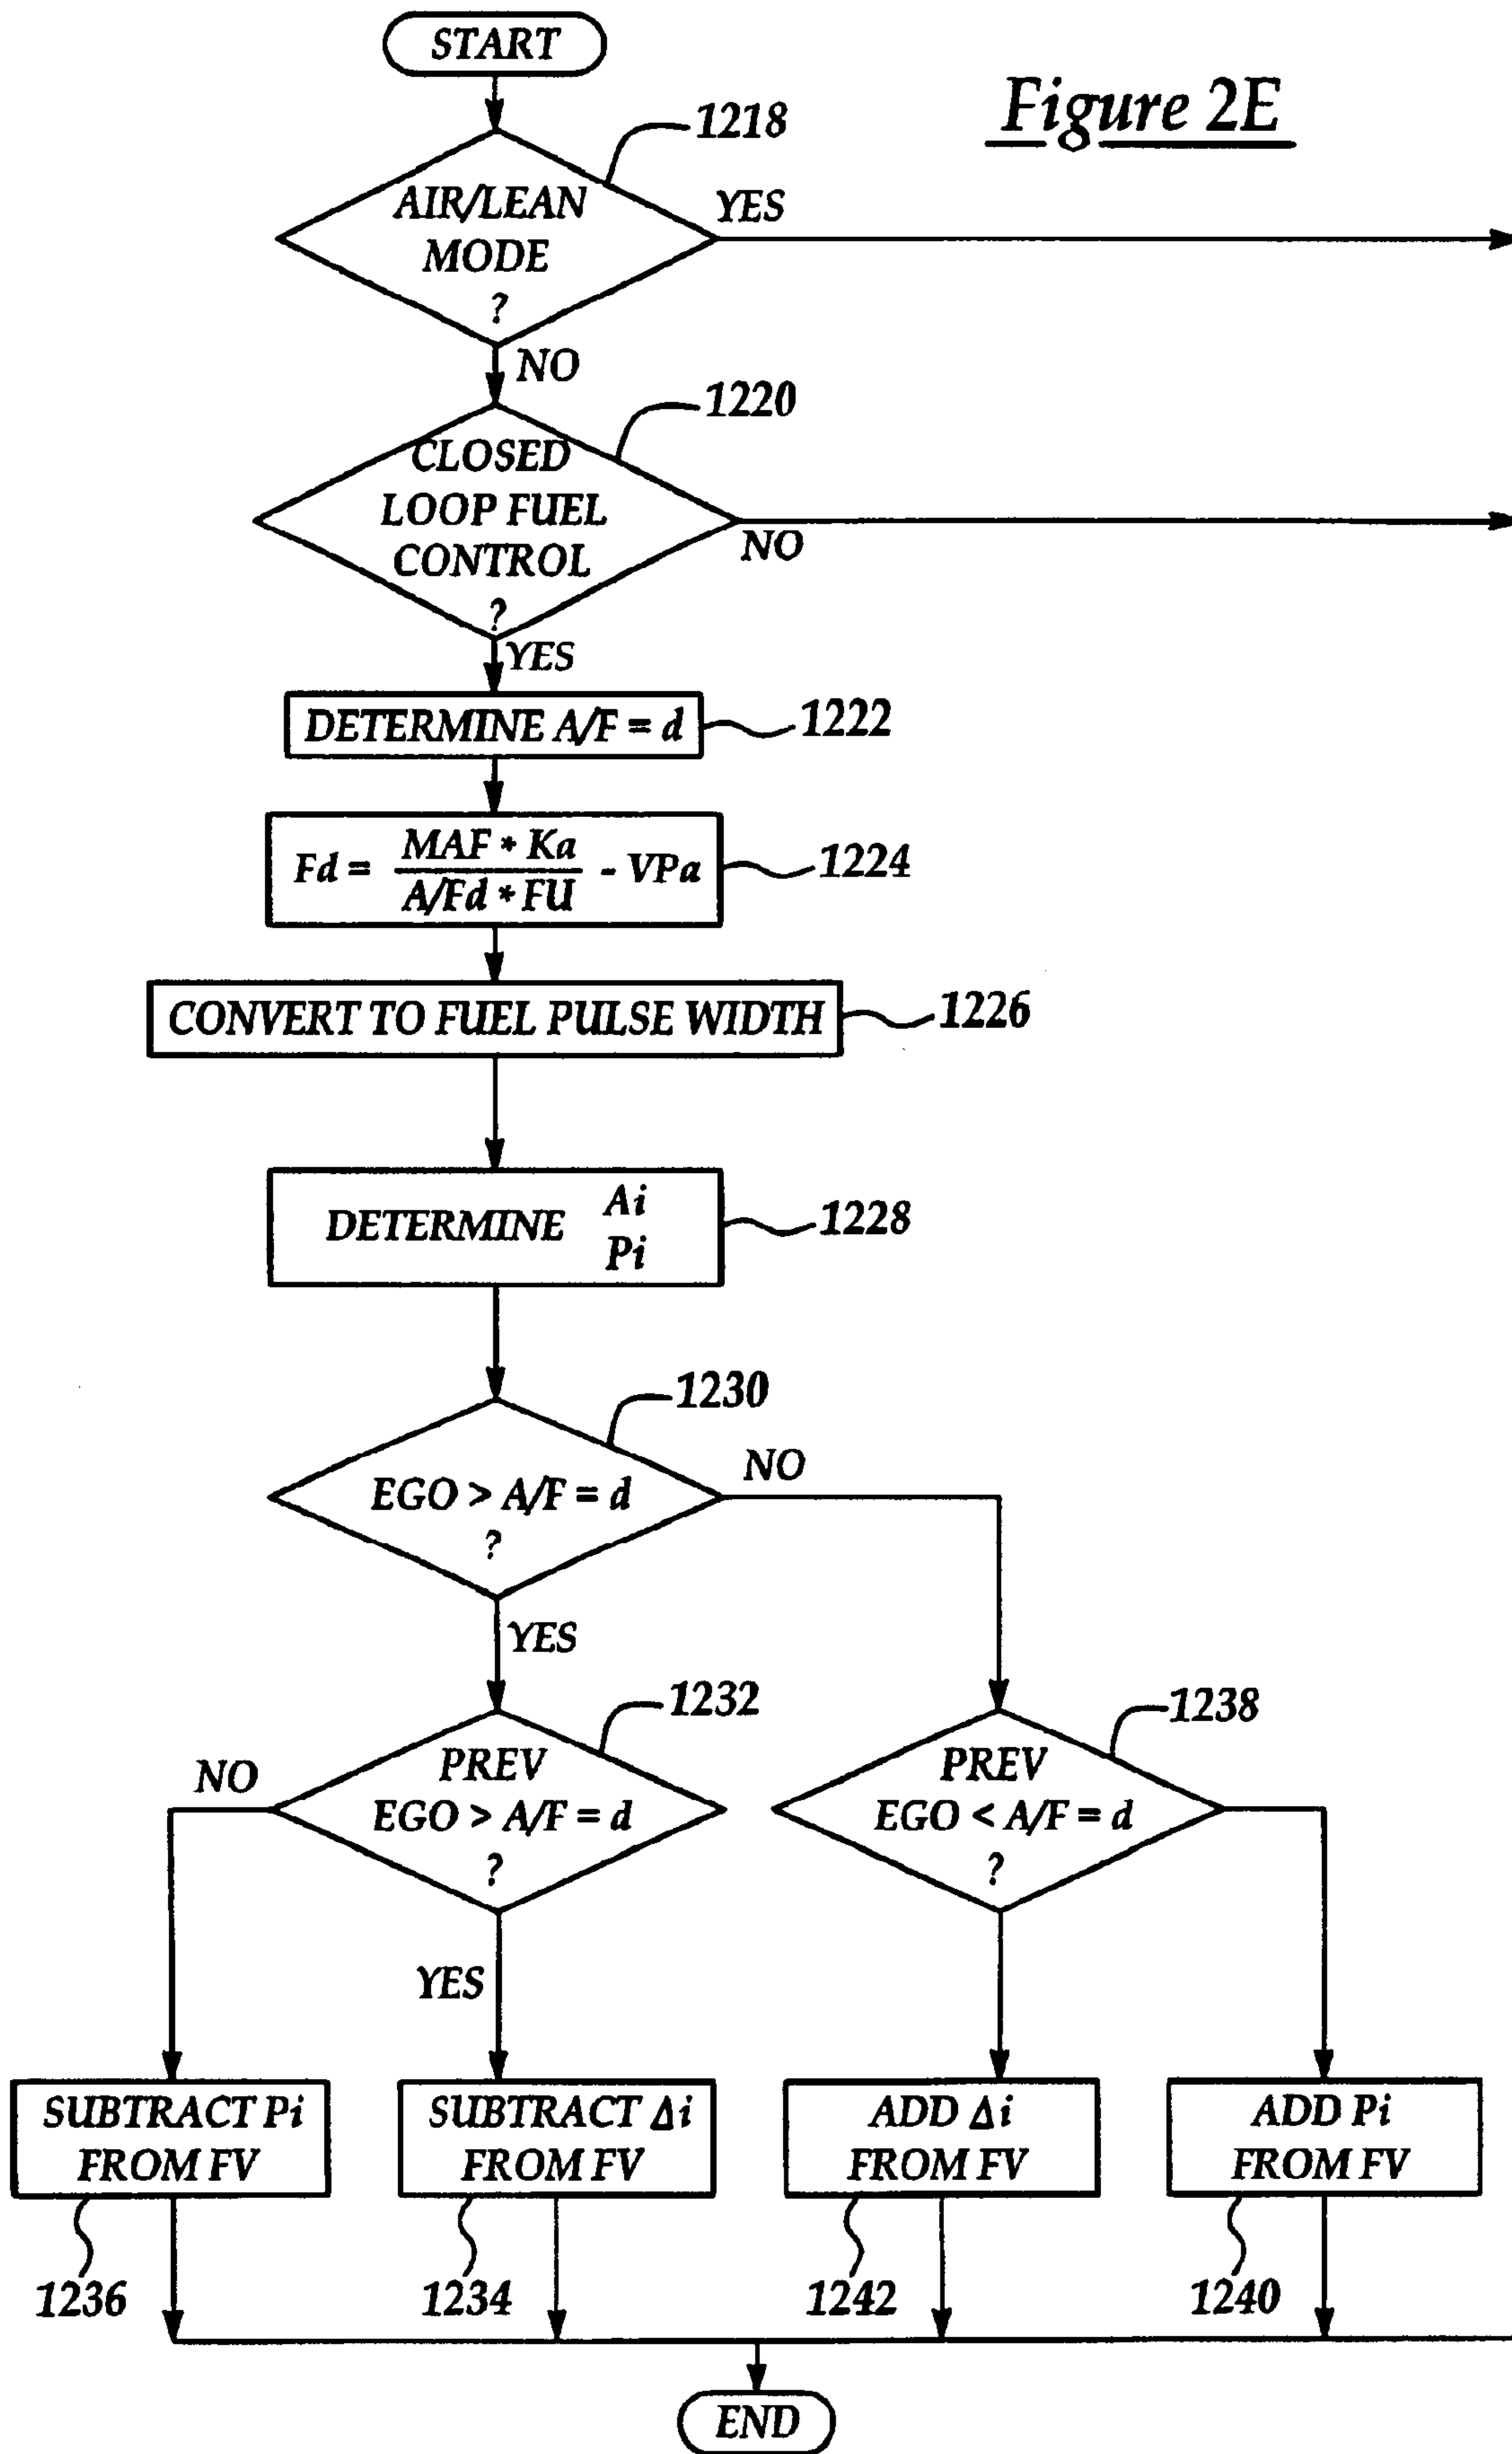 START
Figure 2E
1218
AIR/LEAN
MODE
?
YES
NO
1220
CLOSED
LOOP FUEL
CONTROL
?
NO
YES
DETERMINE A/F = d
1222
Fd = MAF * Ka / A/Fd * FU - VPa
1224
CONVERT TO FUEL PULSE WIDTH
1226
DETERMINE Ai
Pi
1228
1230
EGO > A/F = d
?
NO
YES
1232
PREV
EGO > A/F = d
?
NO
YES
1238
PREV
EGO < A/F = d
?
SUBTRACT Pi
FROM FV
1236
SUBTRACT Δi
FROM FV
1234
ADD Δi
FROM FV
1242
ADD Pi
FROM FV
1240
END